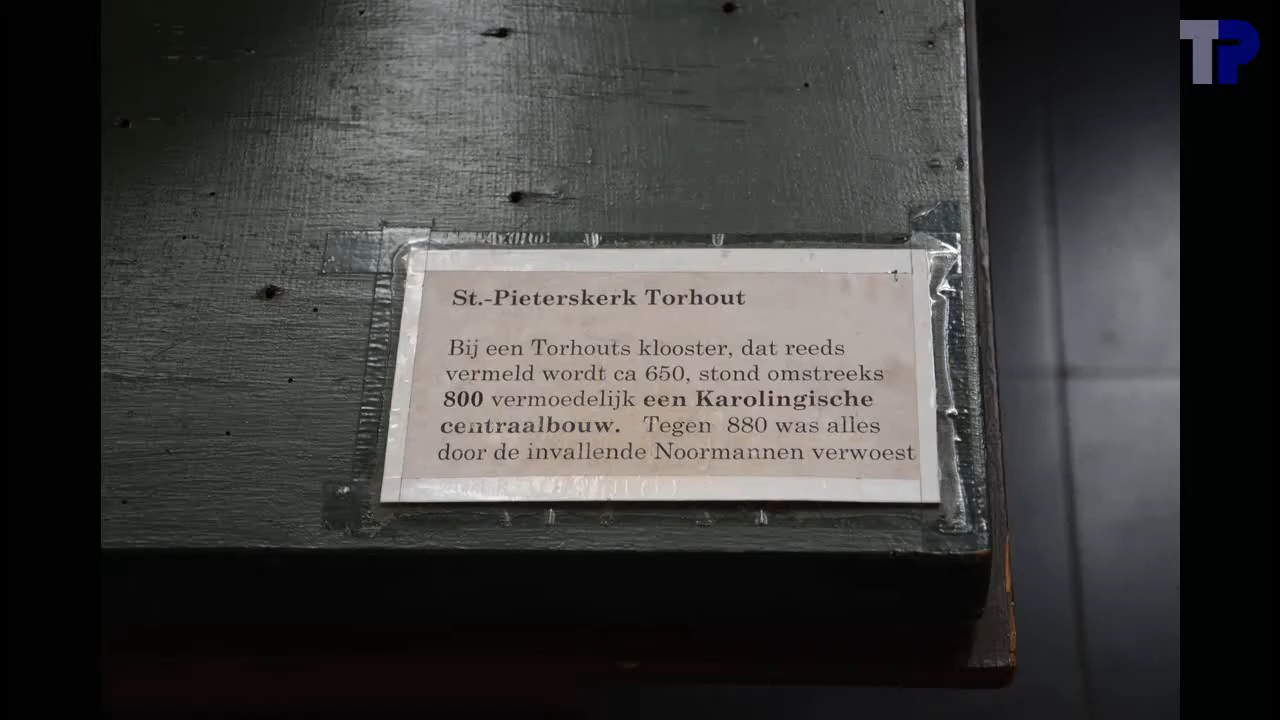 TP
St.-Pieterskerk Torhout
Bij een Torhouts klooster, dat reeds
vermeld wordt ca 650, stond omstreeks
800 vermoedelijk een Karolingische
centraalbouw. Tegen 880 was alles
door de invallende Noormannen verwoest